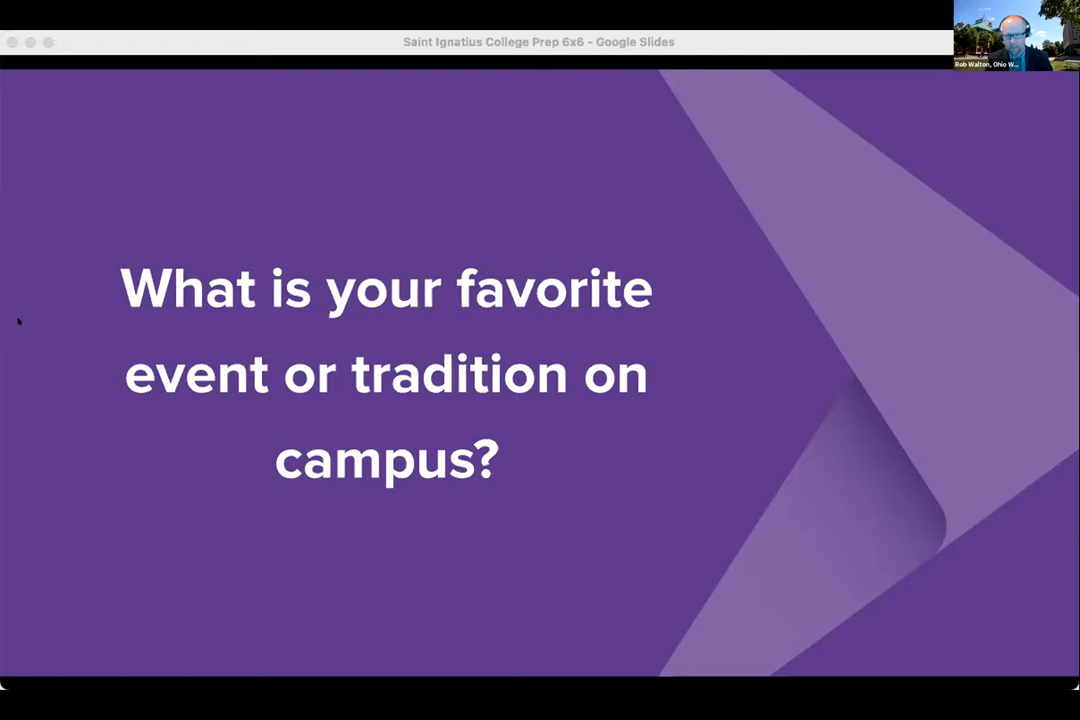 Saint Ignatius College Prep 6x6 - Google Slides
Rob Walton, Ohio W...
What is your favorite
event or tradition on
campus?